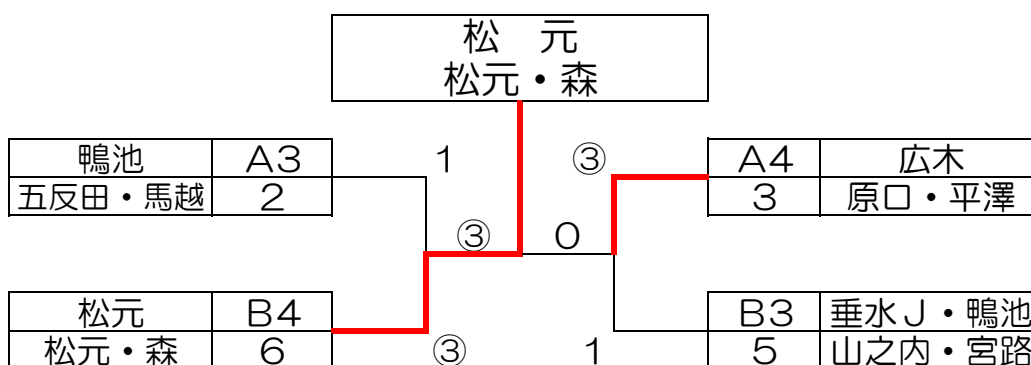 松　元
松元・森
鴨池 A3 1 ③ A4 広木
五反田・馬越 2 3 原口・平澤
③ 0
松元 B4 B3 垂水J・鴨池
松元・森 6 ③ 1 5 山之内・宮路